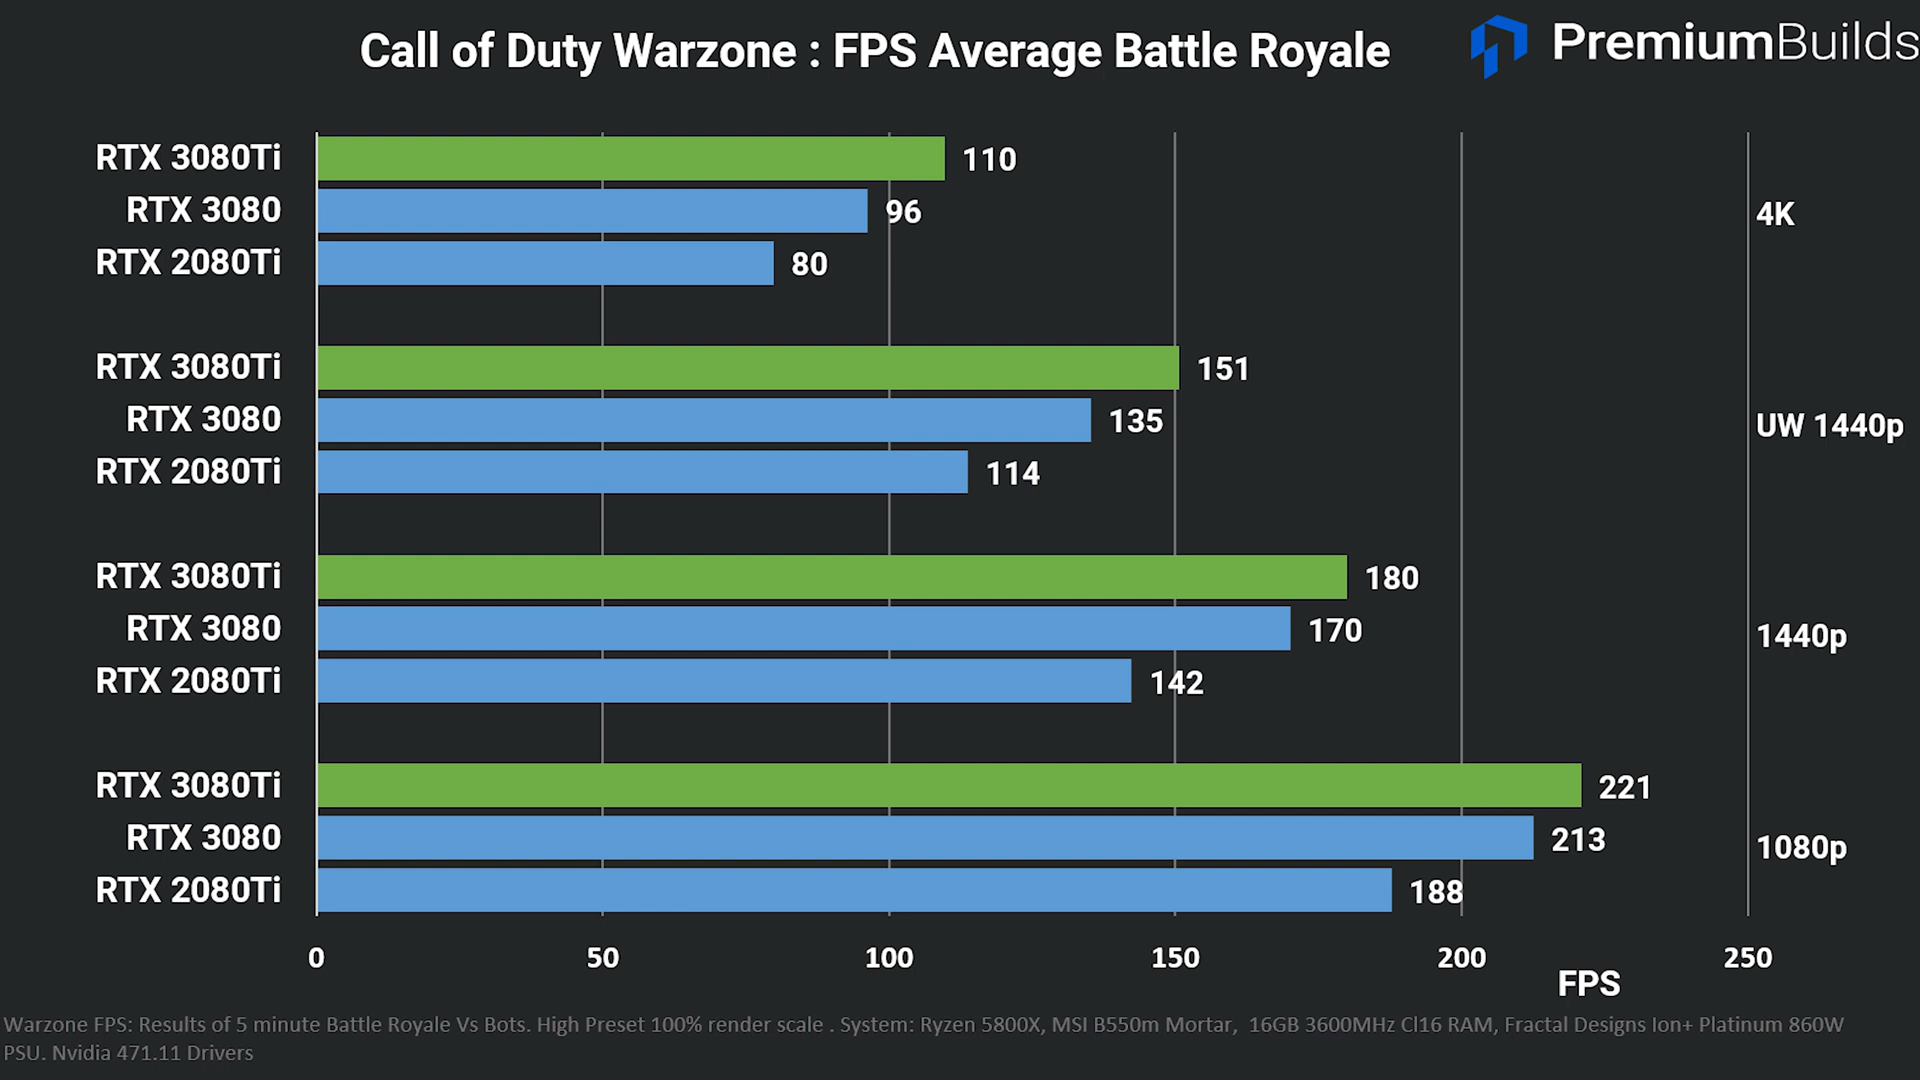 Call of Duty Warzone : FPS Average Battle Royale
PremiumBuilds
RTX 3080Ti 110
RTX 3080 96 4K
RTX 2080Ti 80
RTX 3080Ti 151
RTX 3080 135 UW 1440p
RTX 2080Ti 114
RTX 3080Ti 180
RTX 3080 170 1440p
RTX 2080Ti 142
RTX 3080Ti 221
RTX 3080 213 1080p
RTX 2080Ti 188
0 50 100 150 200 250
FPS
Warzone FPS: Results of 5 minute Battle Royale Vs Bots. High Preset 100% render scale . System: Ryzen 5800X, MSI B550m Mortar, 16GB 3600MHz Cl16 RAM, Fractal Designs Ion+ Platinum 860W
PSU. Nvidia 471.11 Drivers